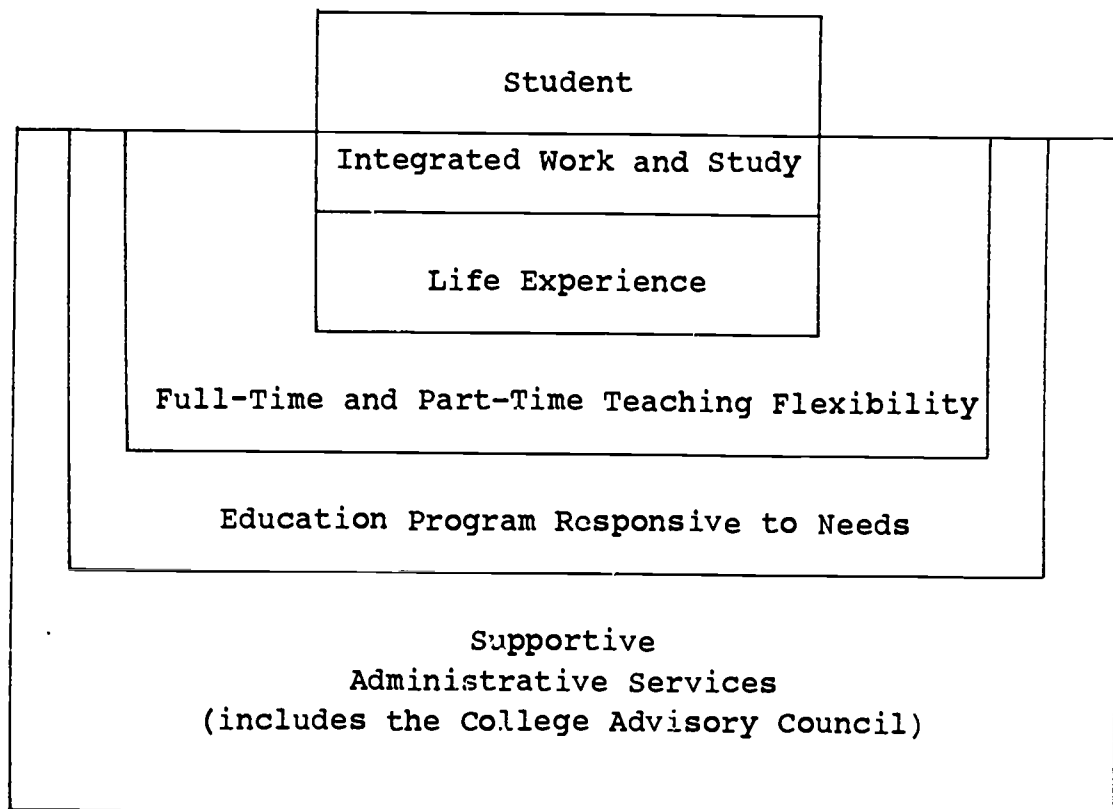 Student
Integrated Work and Study
Life Experience
Full-Time and Part-Time Teaching Flexibility
Education Program Responsive to Needs
Supportive
Administrative Services
(includes the College Advisory Council)